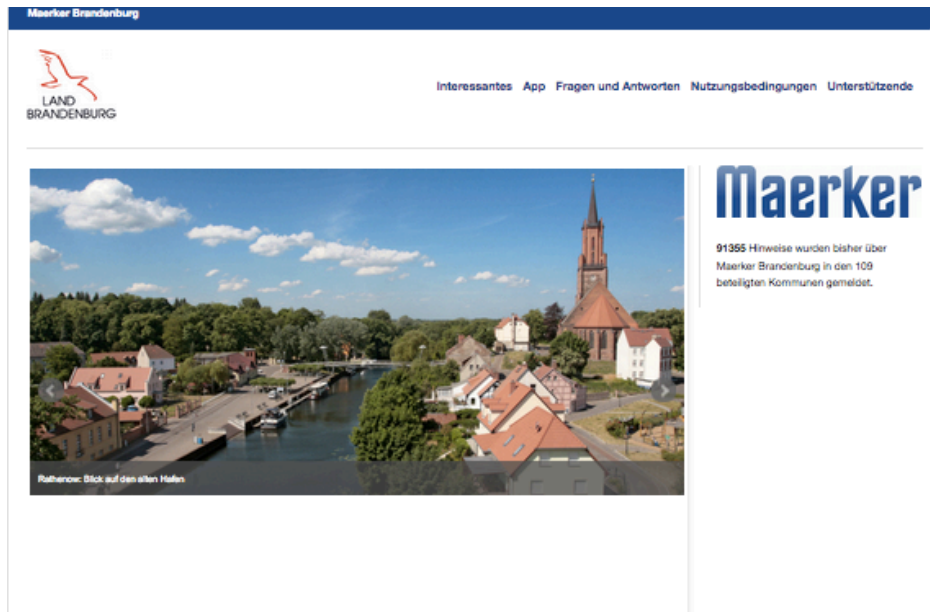 Maerker Brandenburg
LAND
BRANDENBURG
Interessantes App Fragen und Antworten Nutzungsbedingungen Unterstützende
Maerker
91355 Hinweise wurden bisher über
Maerker Brandenburg in den 109
beteiligten Kommunen gemeldet.
Rathenow: Blick auf den alten Hafen